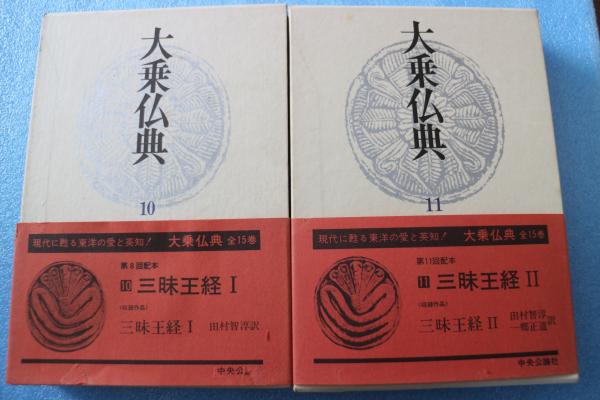 大乗仏典
10
現代に甦る東洋の愛と英知! 大乗仏典 全15巻
第8回配本
10 三昧王経 I
〈収録作品〉
三昧王経 I 田村智淳訳
中央公
大乗仏典
11
現代に甦る東洋の愛と英知! 大乗仏典 全15巻
第11回配本
11 三昧王経 II
〈収録作品〉
三昧王経 II 田村智淳 一郷正道 訳
中央公論社